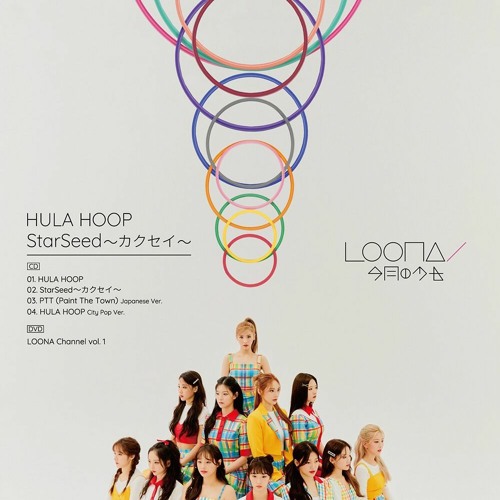 HULA HOOP
StarSeed～カクセイ～
CD
01. HULA HOOP
02. StarSeed～カクセイ～
03. PTT (Paint The Town) Japanese Ver.
04. HULA HOOP City Pop Ver.
DVD
LOONA Channel vol. 1
LOONA/
今月の少女